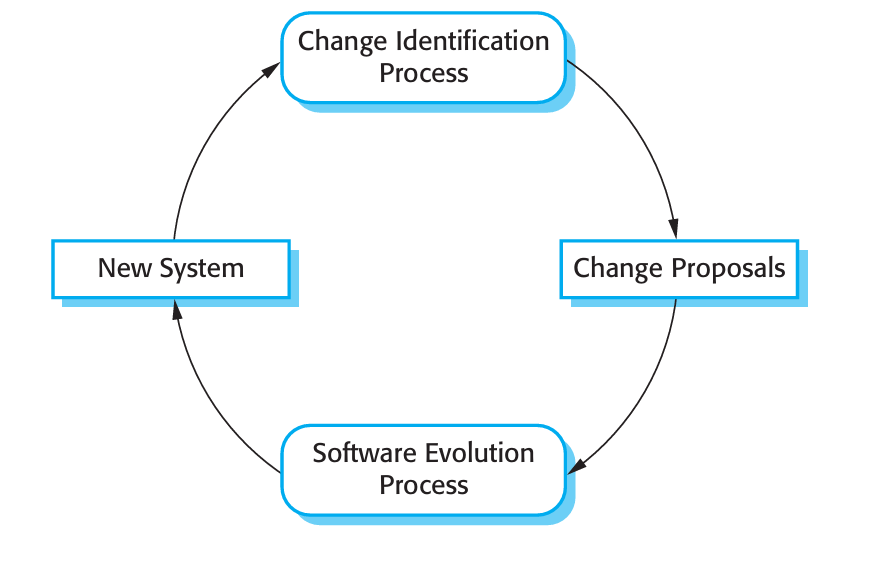 Change Identification
Process
New System
Change Proposals
Software Evolution
Process